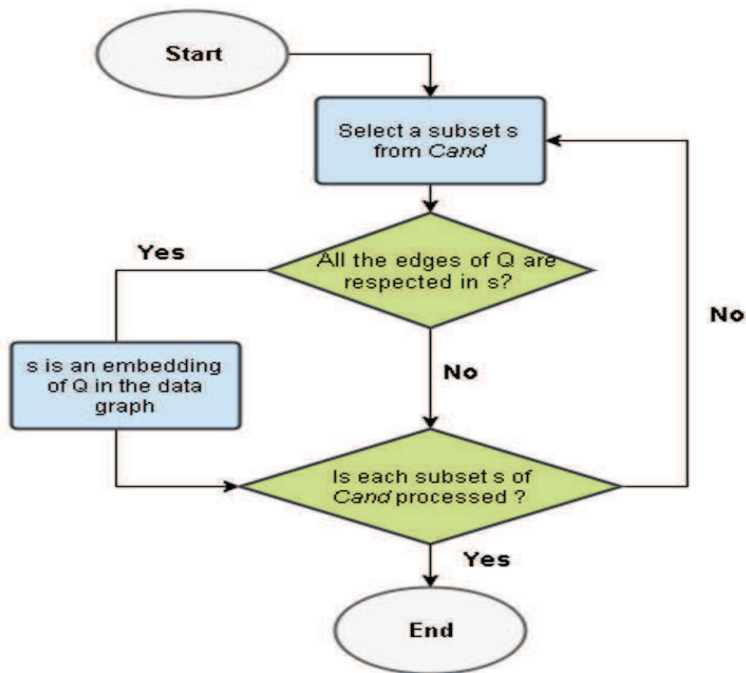 Start
Select a subset s
from Cand
All the edges of Q are
respected in s?
Yes
No
s is an embedding
of Q in the data
graph
No
Is each subset s of
Cand processed ?
Yes
End